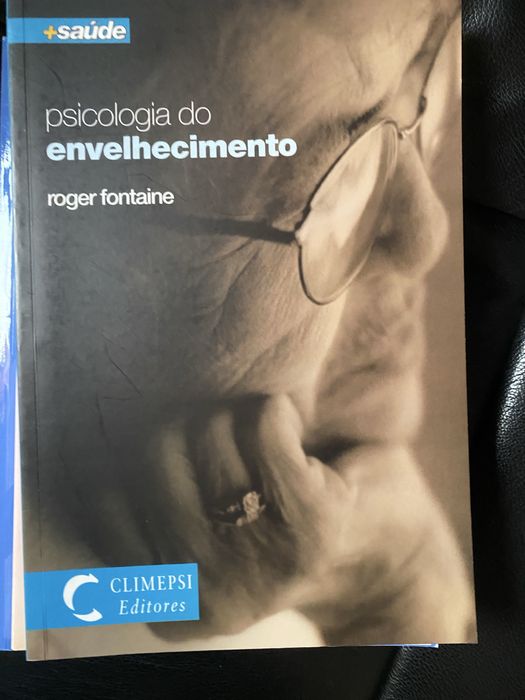 +saúde
psicologia do
envelhecimento
roger fontaine
CLIMEPSI
Editores